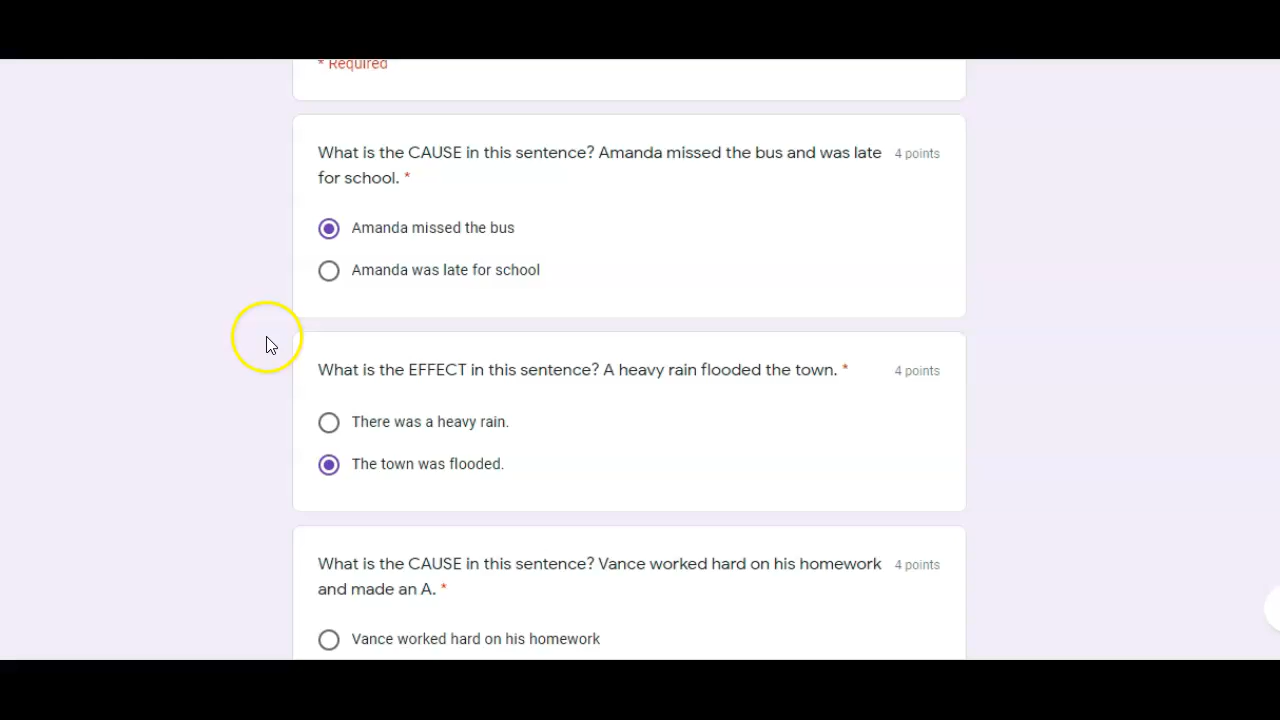 * Required
What is the CAUSE in this sentence? Amanda missed the bus and was late
4 points
for school. *
Amanda missed the bus
Amanda was late for school
What is the EFFECT in this sentence? A heavy rain flooded the town. *
4 points
There was a heavy rain.
The town was flooded.
What is the CAUSE in this sentence? Vance worked hard on his homework
4 points
and made an A. *
Vance worked hard on his homework